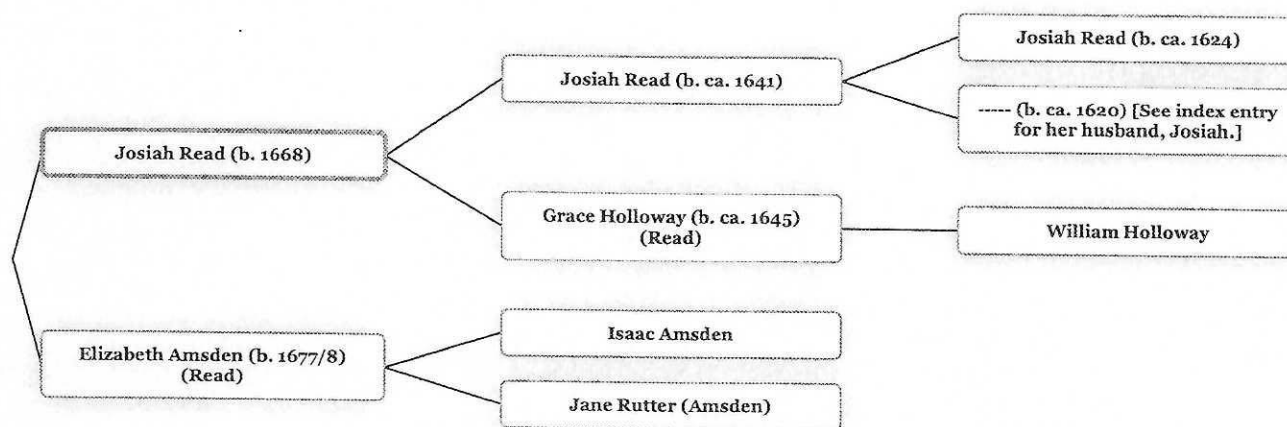 Josiah Read (b. ca. 1624)
Josiah Read (b. ca. 1641)
----- (b. ca. 1620) [See index entry
for her husband, Josiah.]
Josiah Read (b. 1668)
Grace Holloway (b. ca. 1645)
(Read)
William Holloway
Isaac Amsden
Elizabeth Amsden (b. 1677/8)
(Read)
Jane Rutter (Amsden)